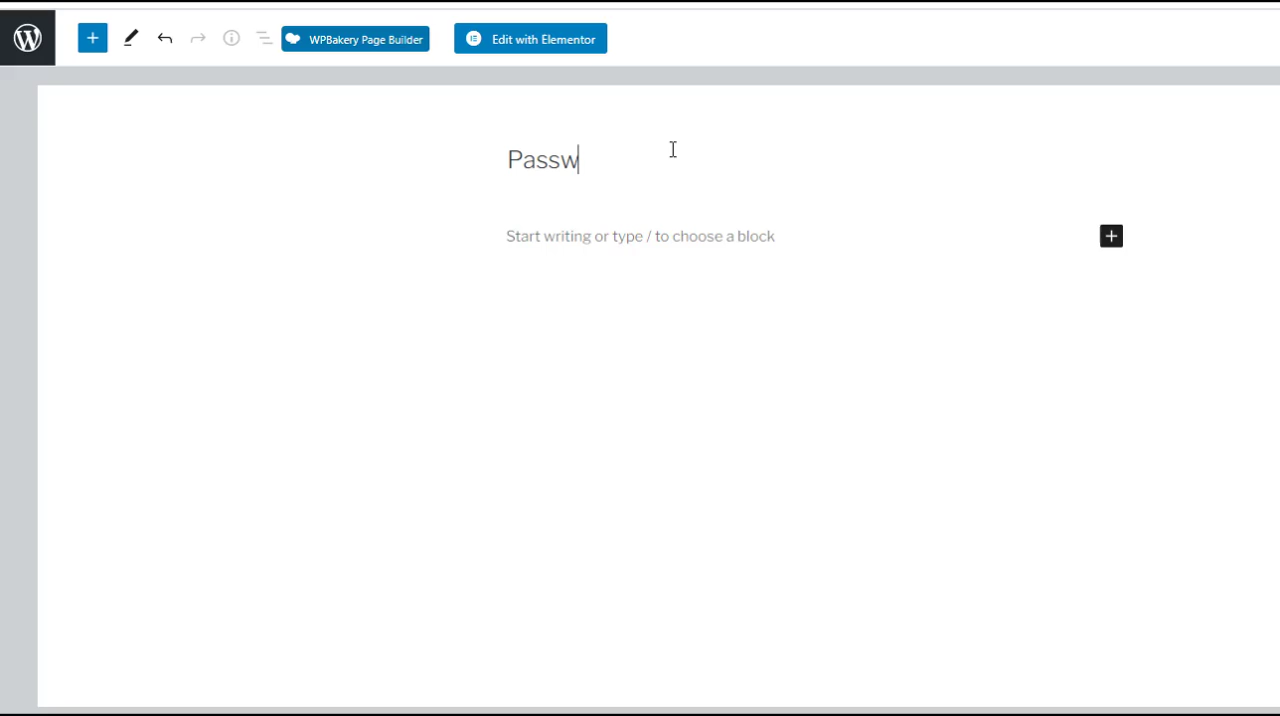 WPBakery Page Builder
Edit with Elementor
Passw
Start writing or type / to choose a block